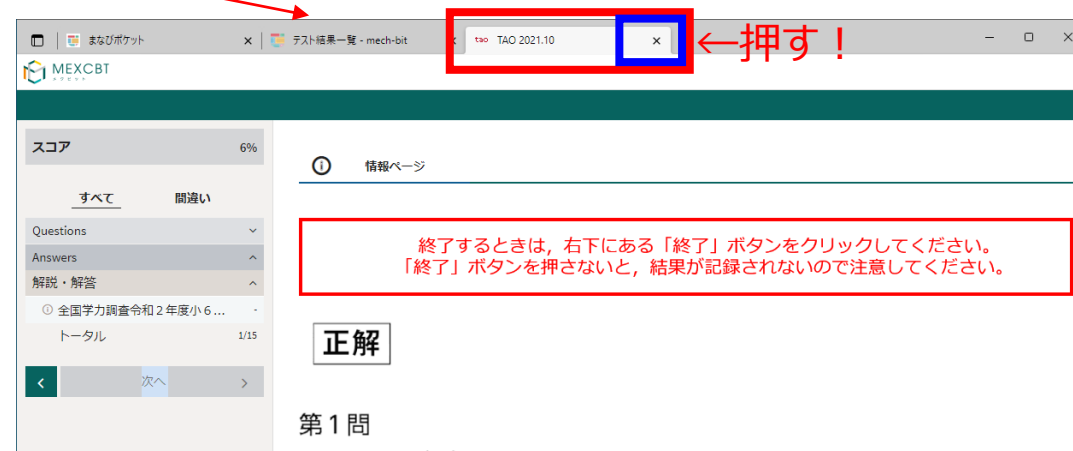 まなびポケット
テスト結果一覧 - mech-bit
tao TAO 2021.10
←押す！
MEXCBT
メクビット
スコア 6%
すべて 間違い
Questions
Answers
解説・解答
全国学力調査令和２年度小６... -
トータル 1/15
次へ
情報ページ
終了するときは，右下にある「終了」ボタンをクリックしてください。
「終了」ボタンを押さないと，結果が記録されないので注意してください。
正解
第１問